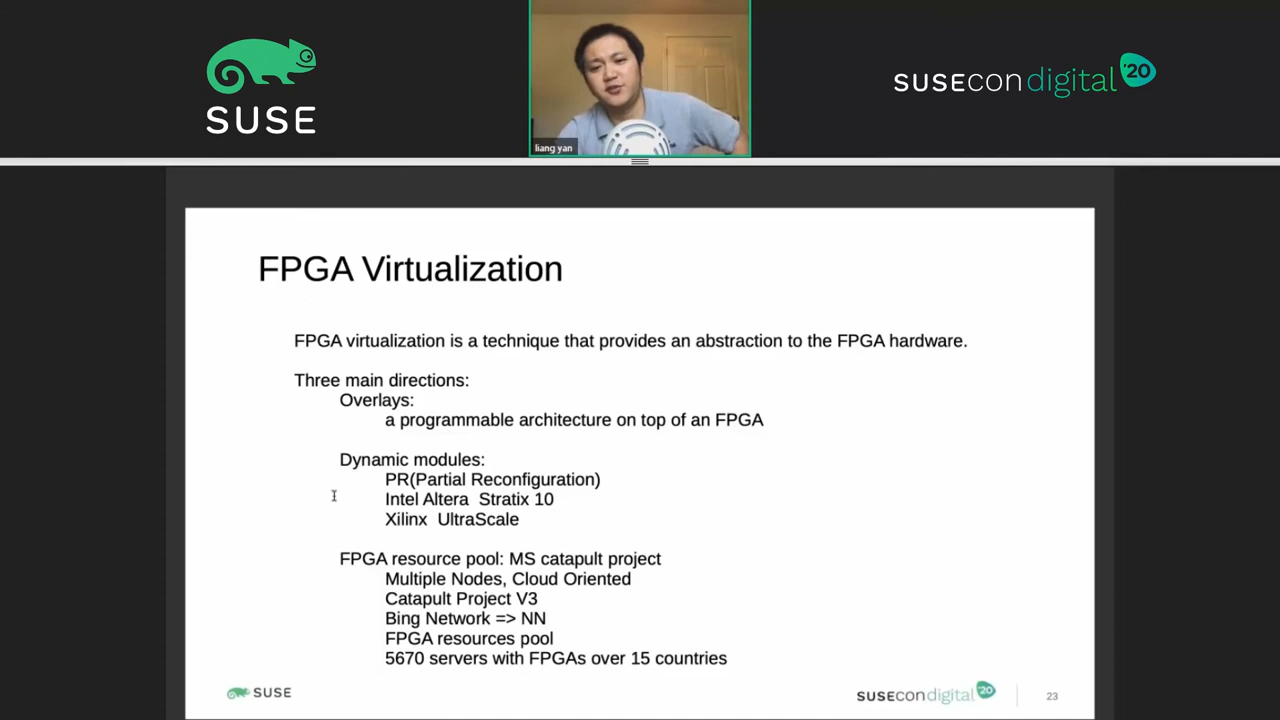 SUSE
liang yan
SUSEcon digital '20
FPGA Virtualization
FPGA virtualization is a technique that provides an abstraction to the FPGA hardware.
Three main directions:
Overlays:
a programmable architecture on top of an FPGA
Dynamic modules:
PR(Partial Reconfiguration)
Intel Altera  Stratix 10
Xilinx  UltraScale
FPGA resource pool: MS catapult project
Multiple Nodes, Cloud Oriented
Catapult Project V3
Bing Network => NN
FPGA resources pool
5670 servers with FPGAs over 15 countries
SUSE
SUSEcon digital '20
23